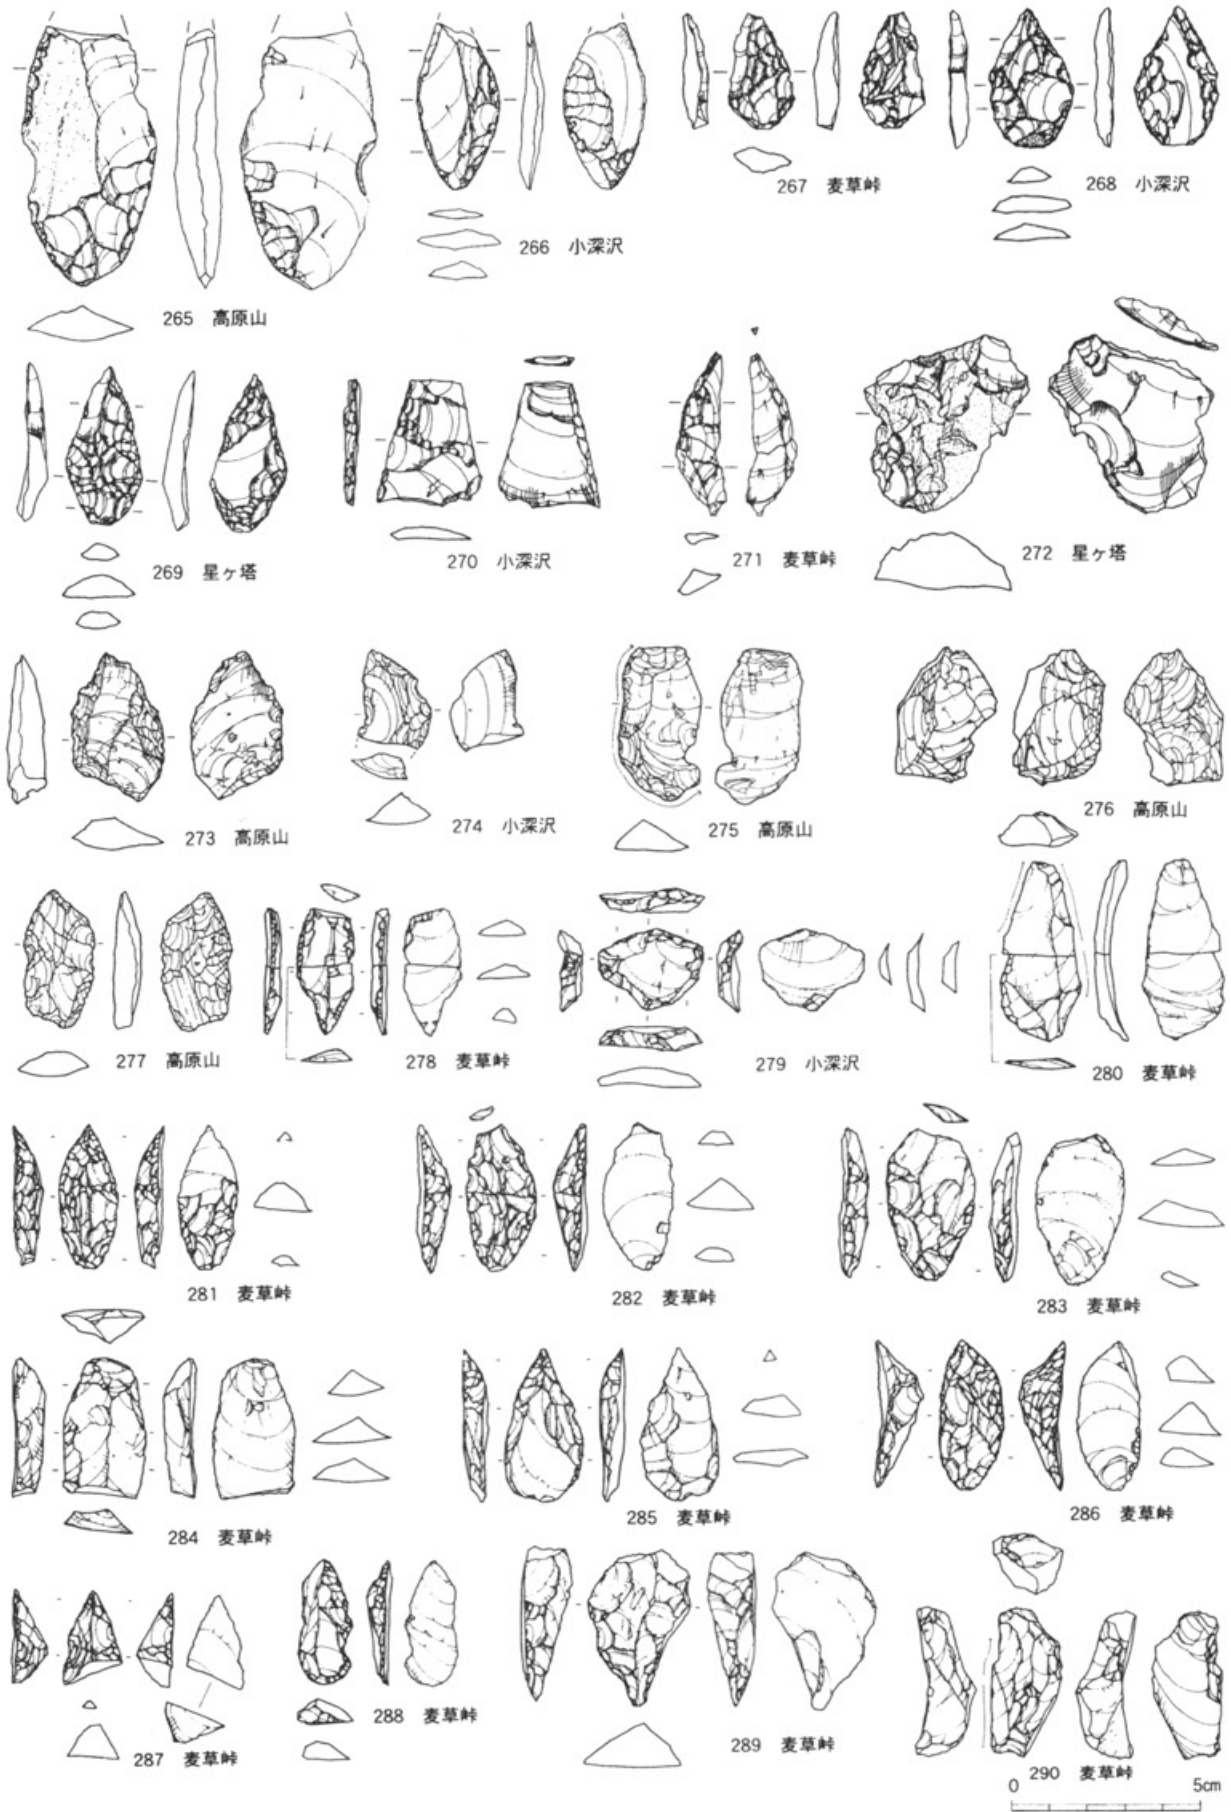 265 高原山
266 小深沢
267 麦草峠
268 小深沢
269 星ヶ塔
270 小深沢
271 麦草峠
272 星ヶ塔
273 高原山
274 小深沢
275 高原山
276 高原山
277 高原山
278 麦草峠
279 小深沢
280 麦草峠
281 麦草峠
282 麦草峠
283 麦草峠
284 麦草峠
285 麦草峠
286 麦草峠
287 麦草峠
288 麦草峠
289 麦草峠
290 麦草峠
0 5cm